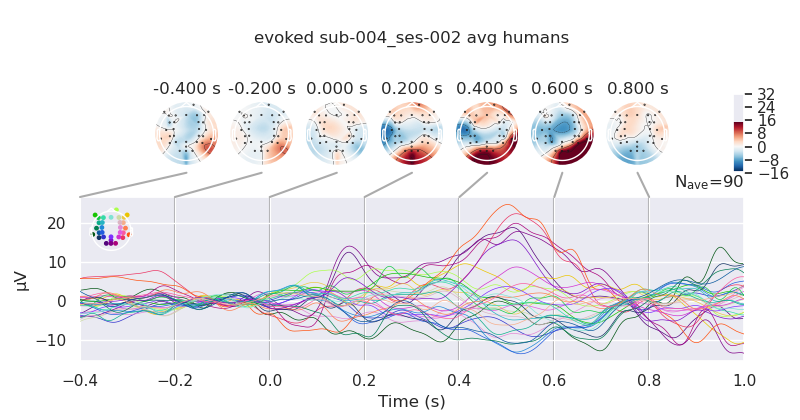 evoked sub-004_ses-002 avg humans
-0.400 s -0.200 s 0.000 s 0.200 s 0.400 s 0.600 s 0.800 s
32
24
16
8
0
−8
−16
Nave=90
20
10
0
−10
µV
−0.4 −0.2 0.0 0.2 0.4 0.6 0.8 1.0
Time (s)